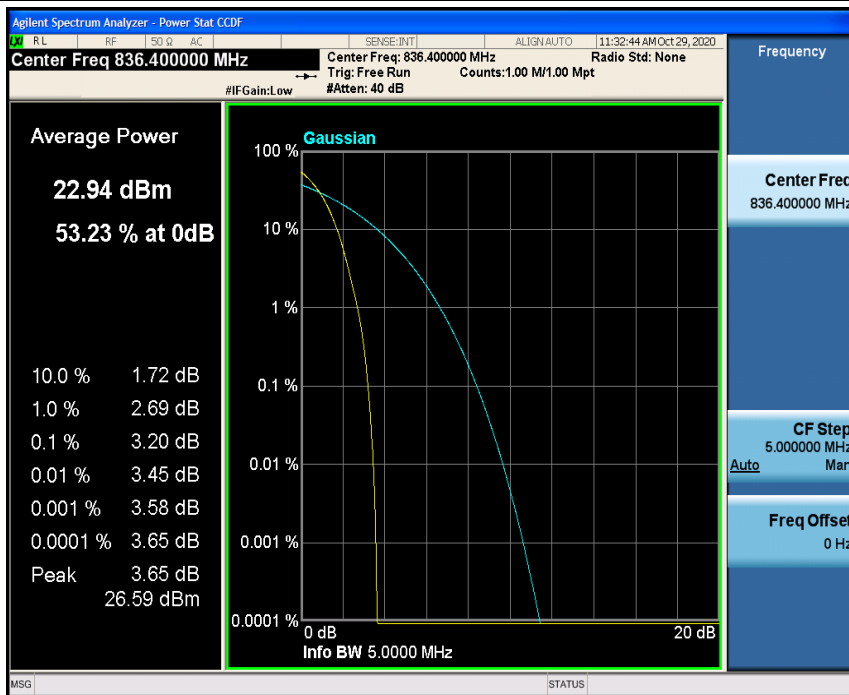 Agilent Spectrum Analyzer - Power Stat CCDF
LXI RL RF 50 Ω AC SENSE:INT ALIGN AUTO 11:32:44 AM Oct 29, 2020
Center Freq 836.400000 MHz
Center Freq: 836.400000 MHz Radio Std: None
Trig: Free Run Counts:1.00 M/1.00 Mpt
#IFGain:Low #Atten: 40 dB
Average Power
22.94 dBm
53.23 % at 0dB
10.0 % 1.72 dB
1.0 % 2.69 dB
0.1 % 3.20 dB
0.01 % 3.45 dB
0.001 % 3.58 dB
0.0001 % 3.65 dB
Peak 3.65 dB
26.59 dBm
Gaussian
100 %
10 %
1 %
0.1 %
0.01 %
0.001 %
0.0001 %
0 dB 20 dB
Info BW 5.0000 MHz
Frequency
Center Freq
836.400000 MHz
CF Step
5.000000 MHz
Auto Man
Freq Offset
0 Hz
MSG STATUS